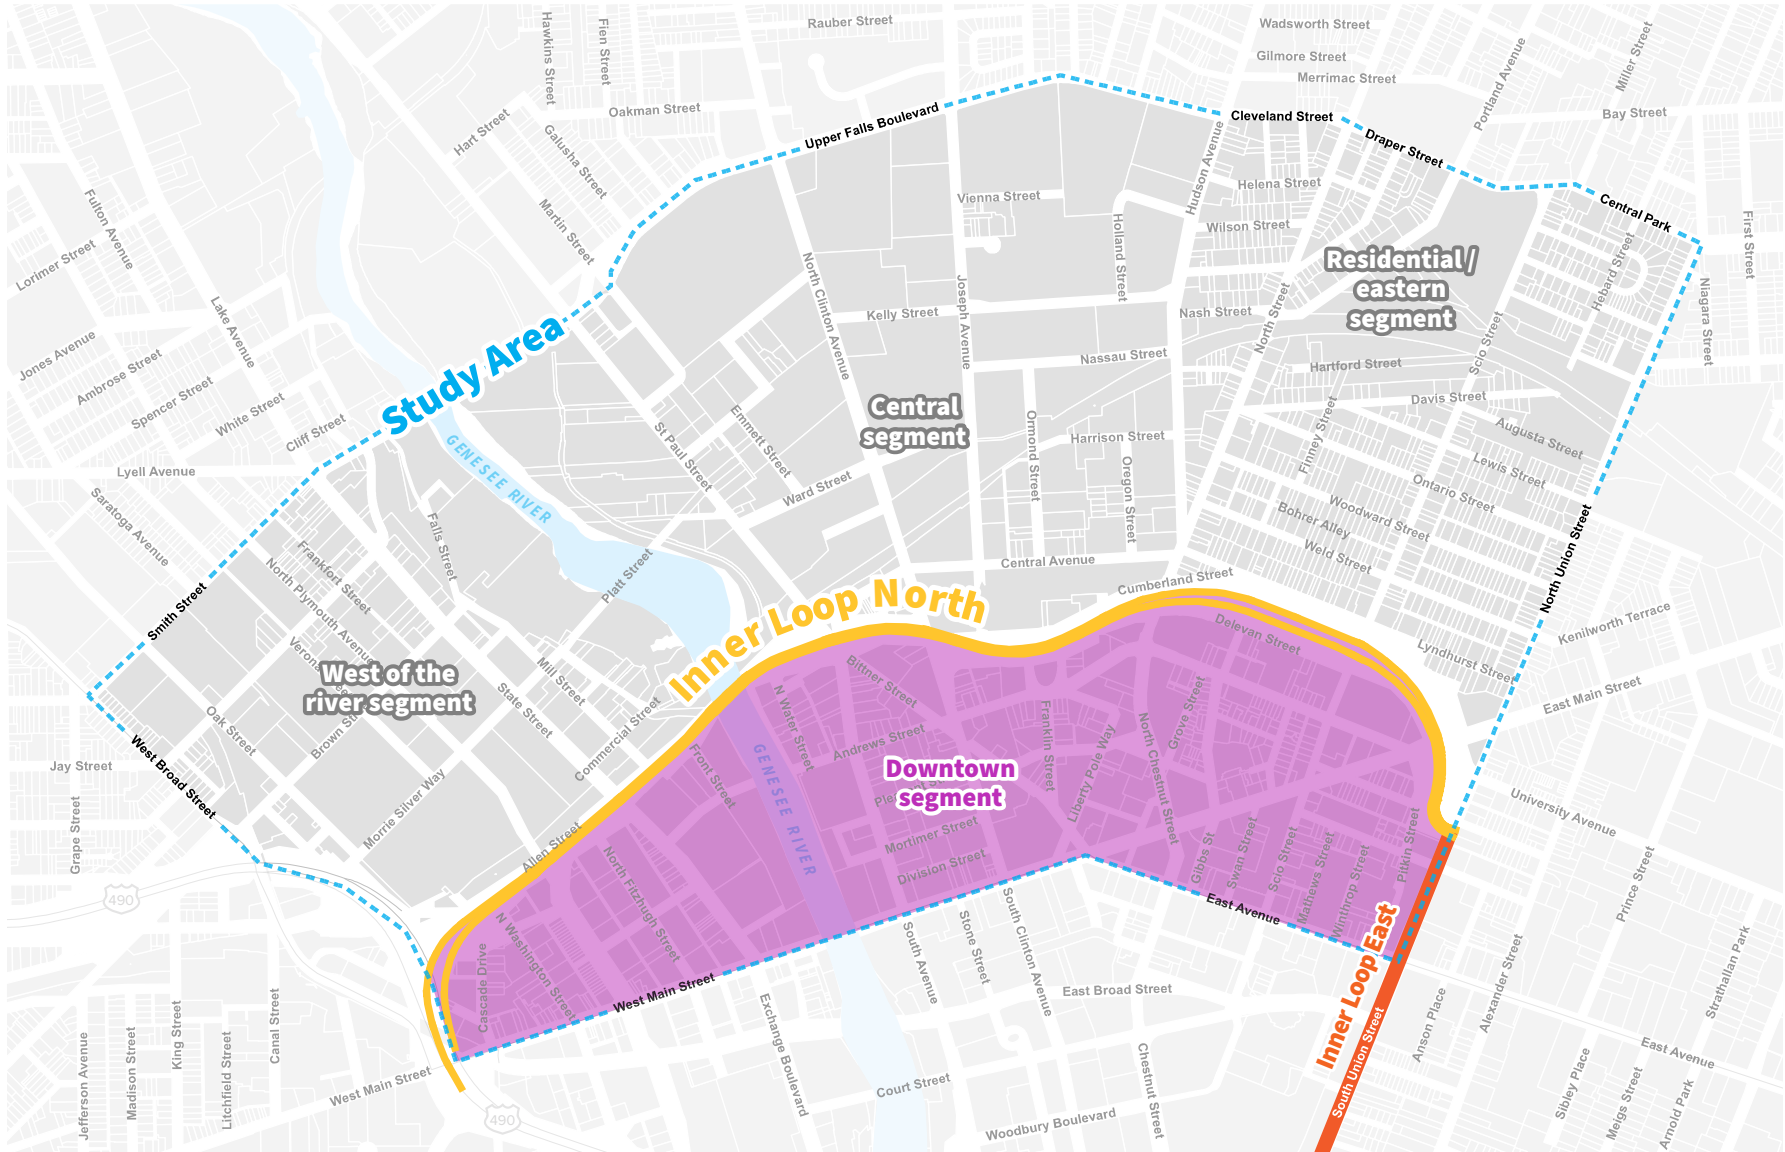 Rauber Street
Wadsworth Street
Hawkins Street
Fien Street
Gilmore Street
Miller Street
Portland Avenue
Merrimac Street
Oakman Street
Bay Street
Hart Street
Upper Falls Boulevard
Cleveland Street
Draper Street
Galusha Street
Hudson Avenue
Helena Street
Vienna Street
Central Park
Fulton Avenue
Martin Street
Wilson Street
First Street
Lorimer Street
Holland Street
Residential /
eastern
segment
Hebard Street
North Clinton Avenue
Joseph Avenue
Kelly Street
Nash Street
North Street
Niagara Street
Lake Avenue
Study Area
Scio Street
Jones Avenue
Ambrose Street
Nassau Street
Hartford Street
Spencer Street
White Street
Davis Street
Central
segment
Cliff Street
Emmett Street
St Paul Street
Ormond Street
Harrison Street
Finney Street
Augusta Street
Lyell Avenue
GENESEE RIVER
Ward Street
Oregon Street
Lewis Street
Ontario Street
Saratoga Avenue
Falls Street
Woodward Street
Bohrer Alley
Weld Street
North Union Street
Frankfort Street
North Plymouth Avenue
Platt Street
Central Avenue
Cumberland Street
Smith Street
Inner Loop North
Delevan Street
Kenilworth Terrace
Lyndhurst Street
West of the
river segment
Mill Street
State Street
Commercial Street
Bittner Street
N Water Street
East Main Street
Oak Street
Brown St
Grove Street
North Chestnut Street
Franklin Street
Liberty Pole Way
Andrews Street
Front Street
GENESEE RIVER
Downtown
segment
Jay Street
West Broad Street
Morrie Silver Way
Grape Street
University Avenue
Allen Street
Mortimer Street
Division Street
Gibbs St
Swan Street
Scio Street
Mathews Street
Winthrop Street
Pitkin Street
Prince Street
490
North Fitzhugh Street
N Washington Street
Cascade Drive
South Avenue
Stone Street
South Clinton Avenue
East Avenue
Inner Loop East
West Main Street
East Broad Street
Alexander Street
Strathallan Park
Anson Place
Exchange Boulevard
Jefferson Avenue
Madison Street
King Street
Litchfield Street
Canal Street
West Main Street
Court Street
Chestnut Street
South Union Street
East Avenue
Sibley Place
Meigs Street
Arnold Park
Woodbury Boulevard
490